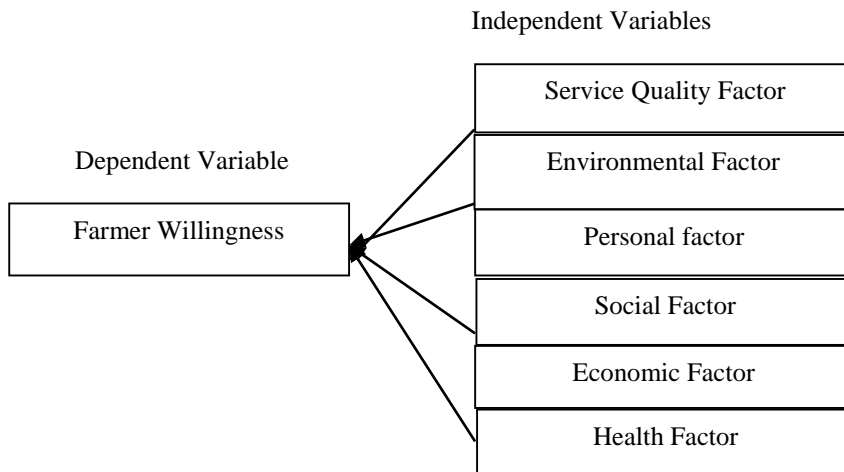 Independent Variables
Service Quality Factor
Dependent Variable
Environmental Factor
Farmer Willingness
Personal factor
Social Factor
Economic Factor
Health Factor